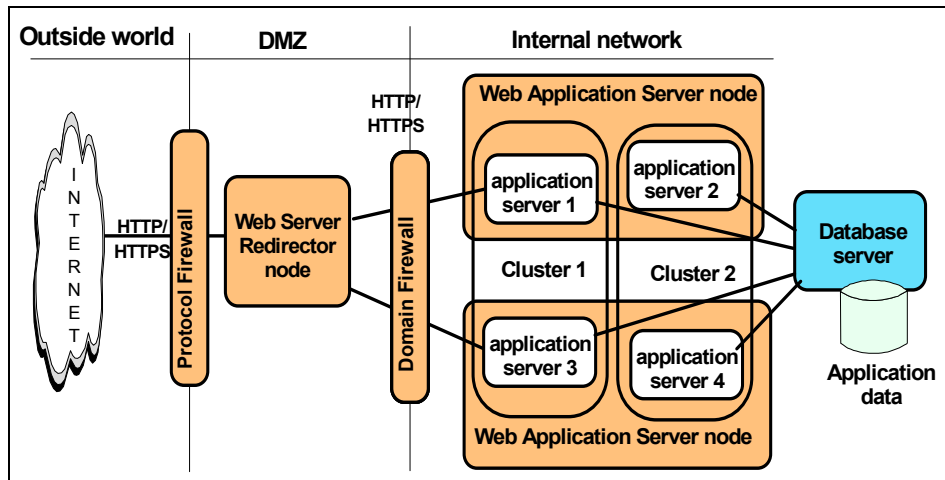 Outside world
DMZ
Internal network
INTERNET
HTTP/
HTTPS
Protocol Firewall
Web Server
Redirector
node
HTTP/
HTTPS
Domain Firewall
Web Application Server node
application
server 1
application
server 2
Cluster 1
Cluster 2
application
server 3
application
server 4
Web Application Server node
Database
server
Application
data